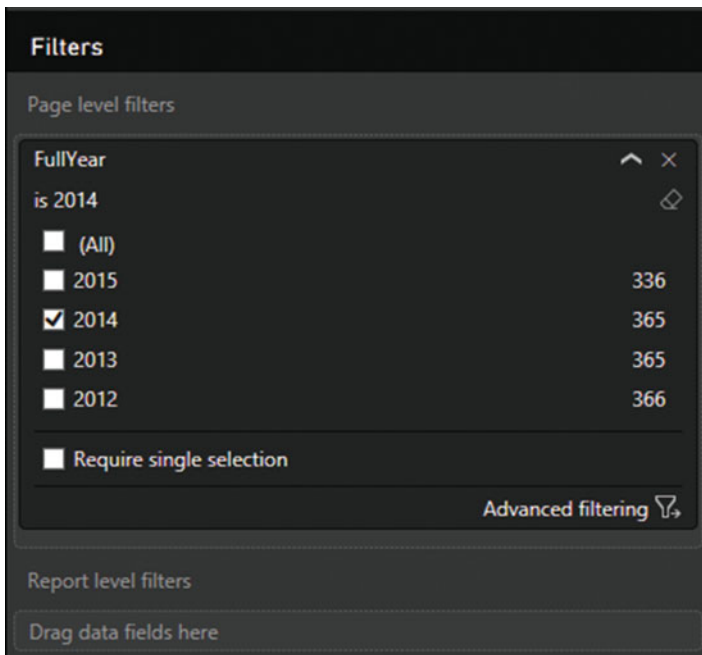 Filters
Page level filters
FullYear
is 2014
(All)
2015 336
2014 365
2013 365
2012 366
Require single selection
Advanced filtering
Report level filters
Drag data fields here